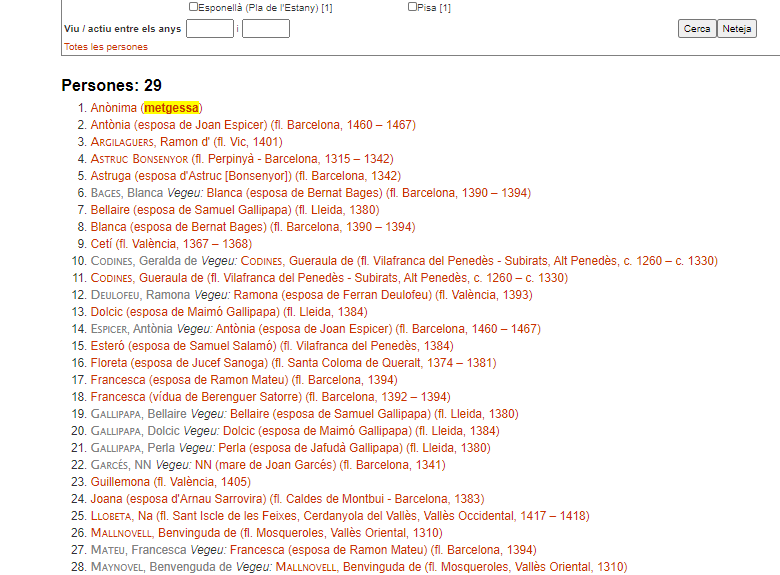 Esponellà (Pla de l'Estany) [1] Pisa [1]
Viu / actiu entre els anys i Cerca Neteja
Totes les persones
Persones: 29
1. Anònima (metgessa)
2. Antònia (esposa de Joan Espicer) (fl. Barcelona, 1460 – 1467)
3. ARGILAGUERS, Ramon d' (fl. Vic, 1401)
4. ASTRUC BONSENYOR (fl. Perpinyà - Barcelona, 1315 – 1342)
5. Astruga (esposa d'Astruc [Bonsenyor]) (fl. Barcelona, 1342)
6. BAGES, Blanca Vegeu: Blanca (esposa de Bernat Bages) (fl. Barcelona, 1390 – 1394)
7. Bellaire (esposa de Samuel Gallipapa) (fl. Lleida, 1380)
8. Blanca (esposa de Bernat Bages) (fl. Barcelona, 1390 – 1394)
9. Cetí (fl. València, 1367 – 1368)
10. CODINES, Geralda de Vegeu: CODINES, Gueraula de (fl. Vilafranca del Penedès - Subirats, Alt Penedès, c. 1260 – c. 1330)
11. CODINES, Gueraula de (fl. Vilafranca del Penedès - Subirats, Alt Penedès, c. 1260 – c. 1330)
12. DEULOFEU, Ramona Vegeu: Ramona (esposa de Ferran Deulofeu) (fl. València, 1393)
13. Dolcic (esposa de Maimó Gallipapa) (fl. Lleida, 1384)
14. ESPICER, Antònia Vegeu: Antònia (esposa de Joan Espicer) (fl. Barcelona, 1460 – 1467)
15. Esteró (esposa de Samuel Salamó) (fl. Vilafranca del Penedès, 1384)
16. Floreta (esposa de Jucef Sanoga) (fl. Santa Coloma de Queralt, 1374 – 1381)
17. Francesca (esposa de Ramon Mateu) (fl. Barcelona, 1394)
18. Francesca (vídua de Berenguer Satorre) (fl. Barcelona, 1392 – 1394)
19. GALLIPAPA, Bellaire Vegeu: Bellaire (esposa de Samuel Gallipapa) (fl. Lleida, 1380)
20. GALLIPAPA, Dolcic Vegeu: Dolcic (esposa de Maimó Gallipapa) (fl. Lleida, 1384)
21. GALLIPAPA, Perla Vegeu: Perla (esposa de Jafudà Gallipapa) (fl. Lleida, 1380)
22. GARCÉS, NN Vegeu: NN (mare de Joan Garcés) (fl. Barcelona, 1341)
23. Guillemona (fl. València, 1405)
24. Joana (esposa d'Arnau Sarrovira) (fl. Caldes de Montbui - Barcelona, 1383)
25. LLOBETA, Na (fl. Sant Iscle de les Feixes, Cerdanyola del Vallès, Vallès Occidental, 1417 – 1418)
26. MALLNOVELL, Benvinguda de (fl. Mosqueroles, Vallès Oriental, 1310)
27. MATEU, Francesca Vegeu: Francesca (esposa de Ramon Mateu) (fl. Barcelona, 1394)
28. MAYNOVEL, Benvenguda de Vegeu: MALLNOVELL, Benvinguda de (fl. Mosqueroles, Vallès Oriental, 1310)